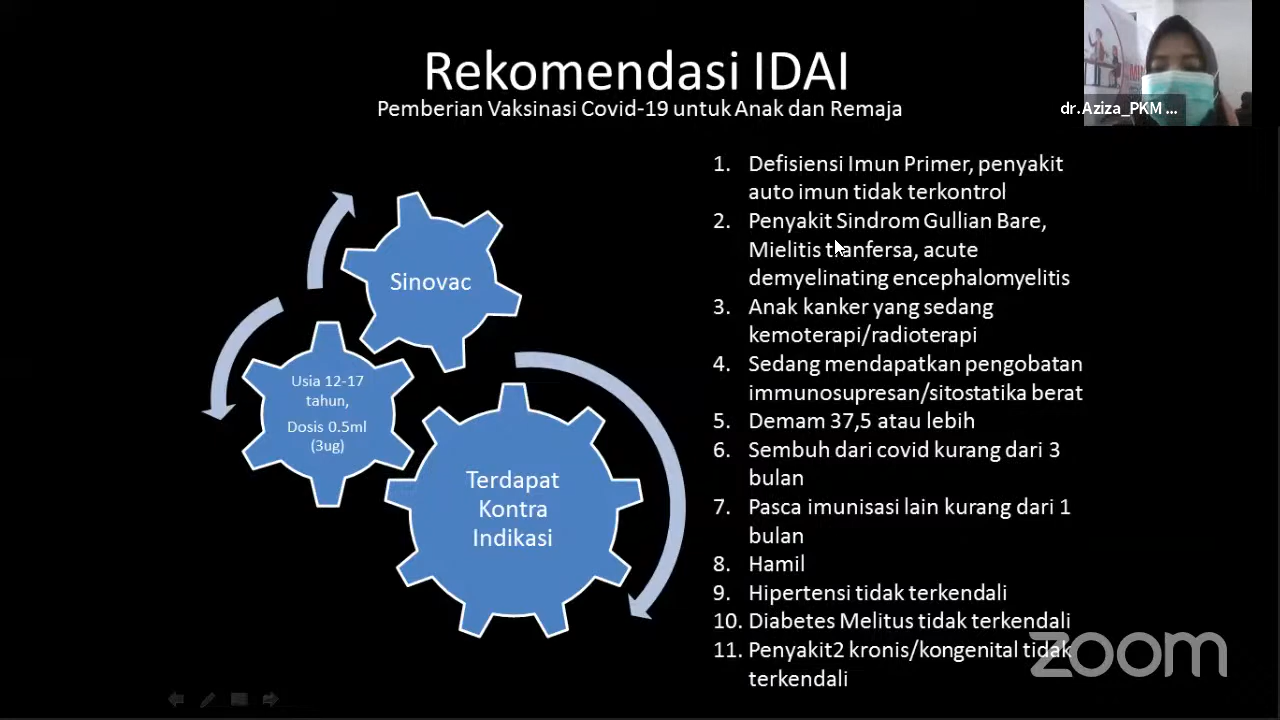 Rekomendasi IDAI
Pemberian Vaksinasi Covid-19 untuk Anak dan Remaja
dr.Aziza_PKM ...
Sinovac
Usia 12-17
tahun,
Dosis 0.5ml
(3ug)
Terdapat
Kontra
Indikasi
1. Defisiensi Imun Primer, penyakit
auto imun tidak terkontrol
2. Penyakit Sindrom Gullian Bare,
Mielitis tranfersa, acute
demyelinating encephalomyelitis
3. Anak kanker yang sedang
kemoterapi/radioterapi
4. Sedang mendapatkan pengobatan
immunosupresan/sitostatika berat
5. Demam 37,5 atau lebih
6. Sembuh dari covid kurang dari 3
bulan
7. Pasca imunisasi lain kurang dari 1
bulan
8. Hamil
9. Hipertensi tidak terkendali
10. Diabetes Melitus tidak terkendali
11. Penyakit2 kronis/kongenital tidak
terkendali
zoom